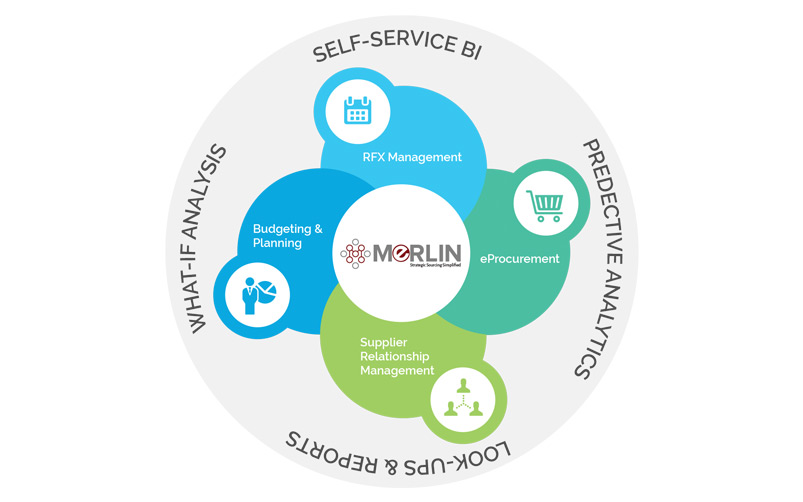 SELF-SERVICE BI
PREDECTIVE ANALYTICS
LOOK-UPS & REPORTS
WHAT-IF ANALYSIS
RFX Management
eProcurement
Supplier
Relationship
Management
Budgeting &
Planning
MeRLIN
Strategic Sourcing Simplified